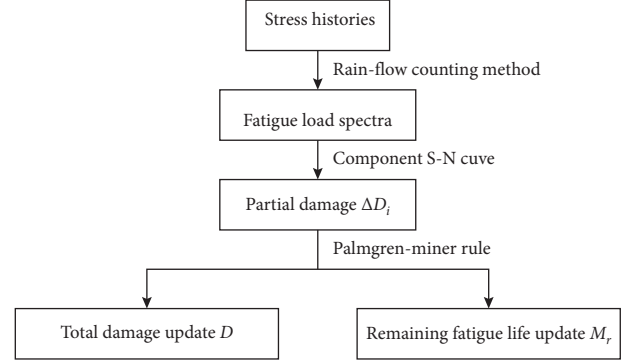 Stress histories
Rain-flow counting method
Fatigue load spectra
Component S-N cuve
Partial damage ΔDᵢ
Palmgren-miner rule
Total damage update D
Remaining fatigue life update Mᵣ